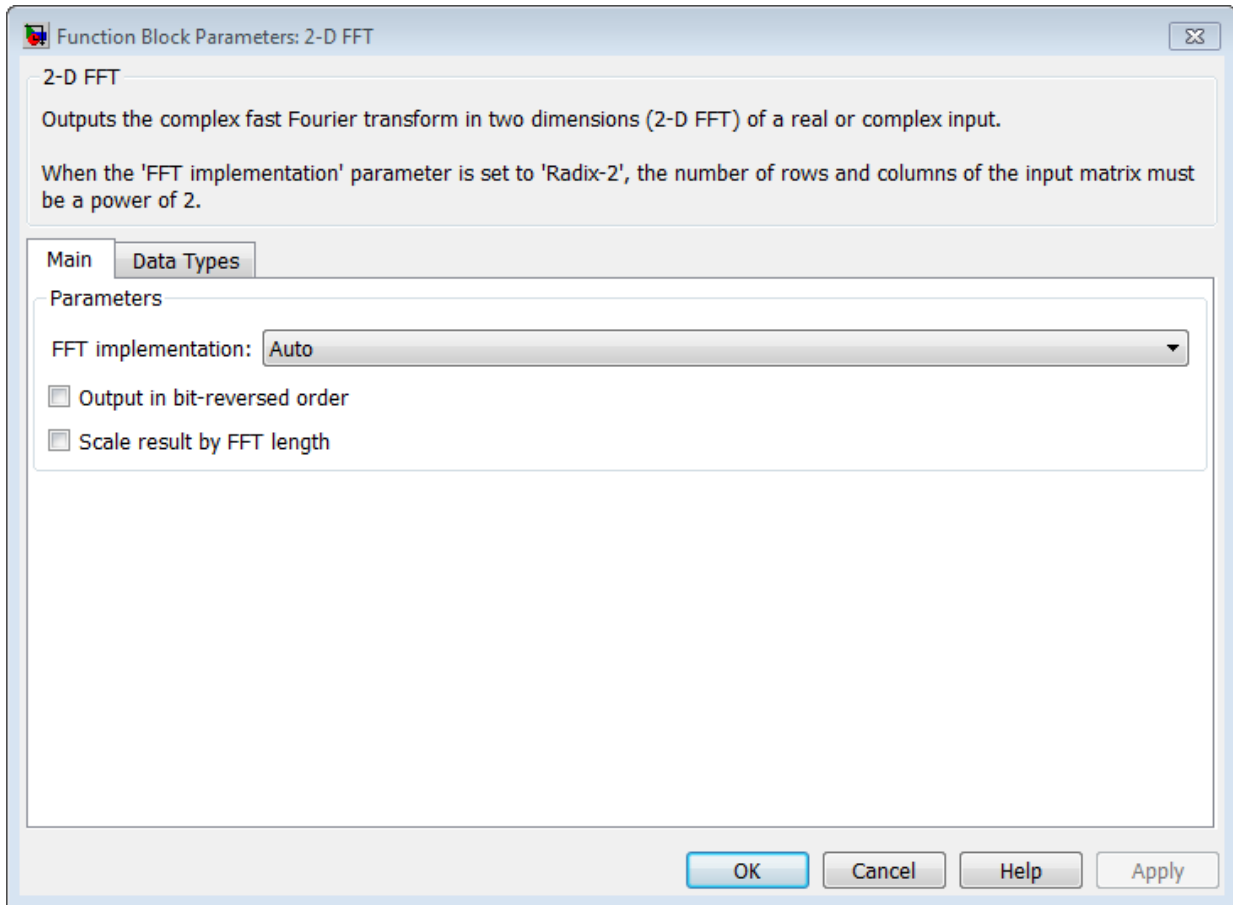 Function Block Parameters: 2-D FFT
2-D FFT
Outputs the complex fast Fourier transform in two dimensions (2-D FFT) of a real or complex input.
When the 'FFT implementation' parameter is set to 'Radix-2', the number of rows and columns of the input matrix must
be a power of 2.
Main Data Types
Parameters
FFT implementation: Auto
Output in bit-reversed order
Scale result by FFT length
OK Cancel Help Apply